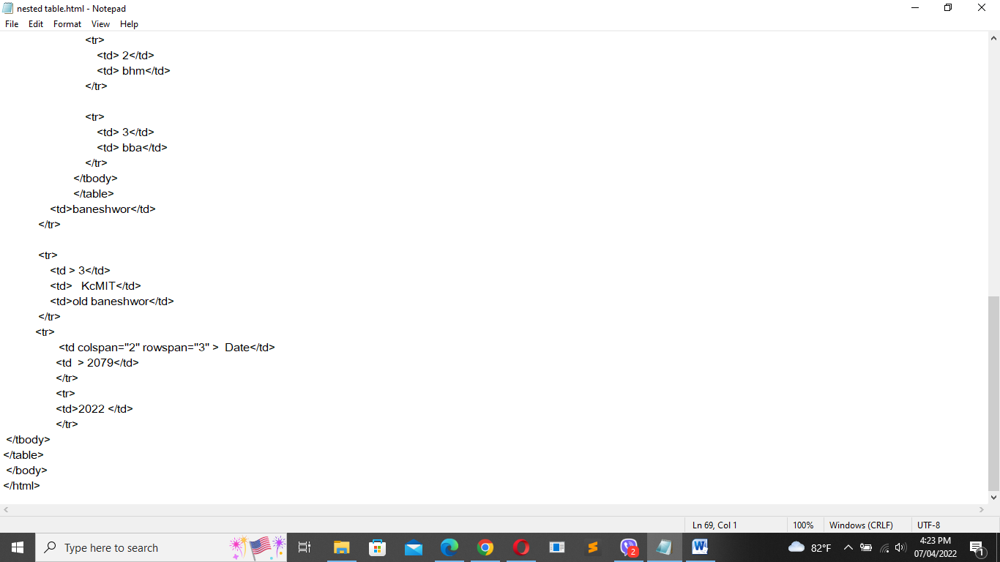 nested table.html - Notepad
File Edit Format View Help
<tr>
<td> 2</td>
<td> bhm</td>
</tr>
<tr>
<td> 3</td>
<td> bba</td>
</tr>
</tbody>
</table>
<td>baneshwor</td>
</tr>
<tr>
<td > 3</td>
<td>   KcMIT</td>
<td>old baneshwor</td>
</tr>
<tr>
<td colspan="2" rowspan="3" >  Date</td>
<td  > 2079</td>
</tr>
<tr>
<td>2022 </td>
</tr>
</tbody>
</table>
</body>
</html>
Ln 69, Col 1 100% Windows (CRLF) UTF-8
Type here to search 2 W 82°F 4:23 PM 1
07/04/2022